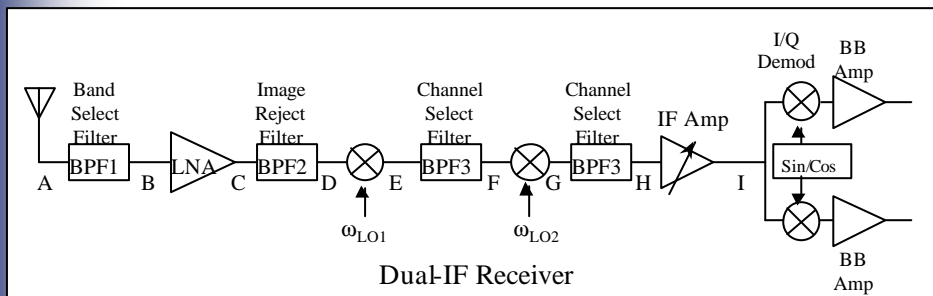 Band
Select
Filter
Image
Reject
Filter
Channel
Select
Filter
Channel
Select
Filter
IF Amp
I/Q
Demod
BB
Amp
BPF1
LNA
BPF2
BPF3
BPF3
Sin/Cos
A
B
C
D
E
F
G
H
I
ωLO1
ωLO2
BB
Amp
Dual-IF Receiver